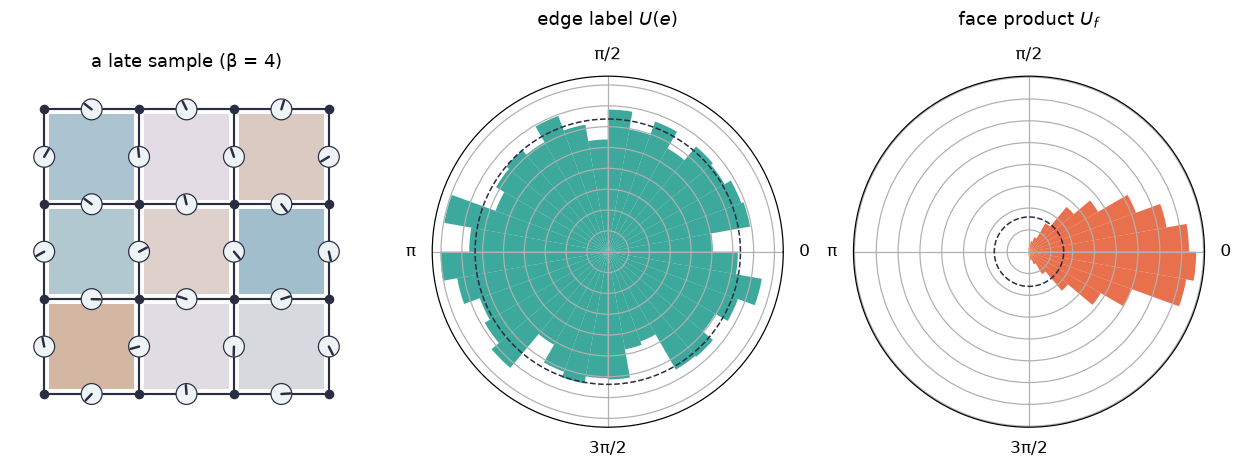 a late sample (β = 4)
edge label U(e)
π/2
π
0
3π/2
face product U_f
π/2
π
0
3π/2